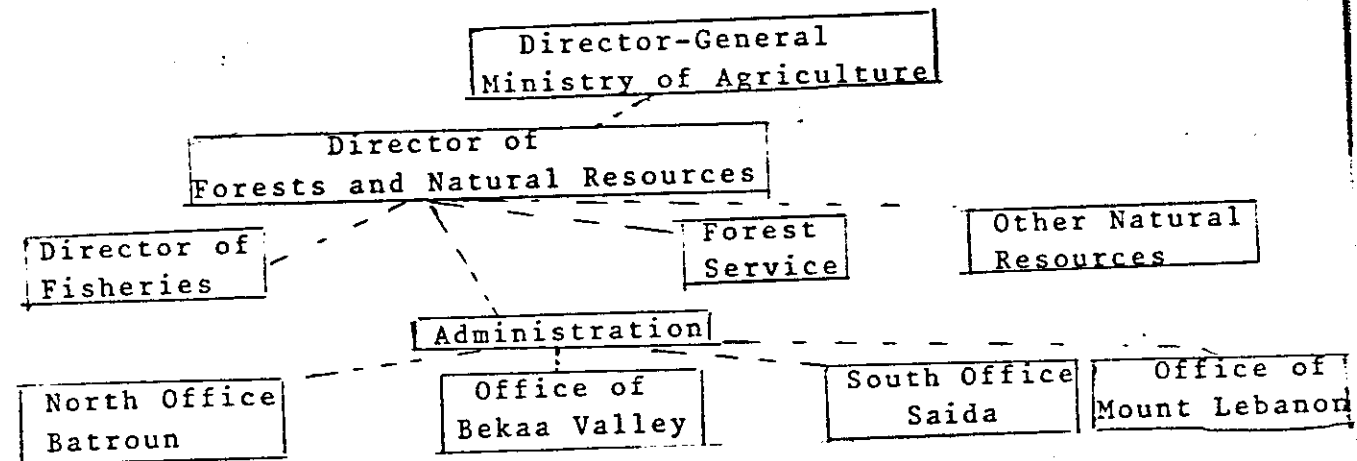 Director-General
Ministry of Agriculture
Director of
Forests and Natural Resources
Director of
Fisheries
Forest
Service
Other Natural
Resources
Administration
North Office
Batroun
Office of
Bekaa Valley
South Office
Saida
Office of
Mount Lebanon